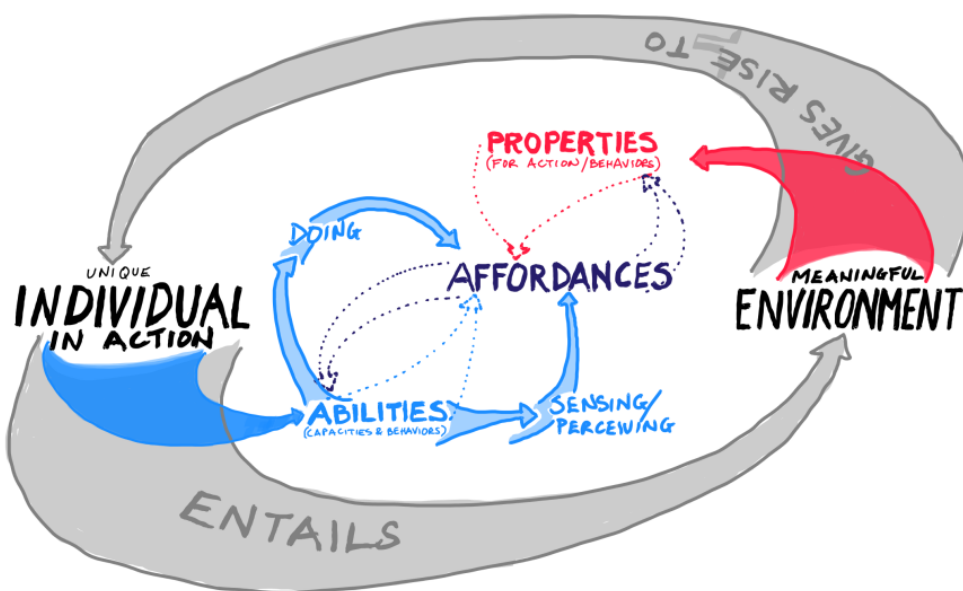 GIVES RISE TO
PROPERTIES
(FOR ACTION/BEHAVIORS)
DOING
AFFORDANCES
UNIQUE
INDIVIDUAL
IN ACTION
MEANINGFUL
ENVIRONMENT
ABILITIES
(CAPACITIES & BEHAVIORS)
SENSING/
PERCEIVING
ENTAILS